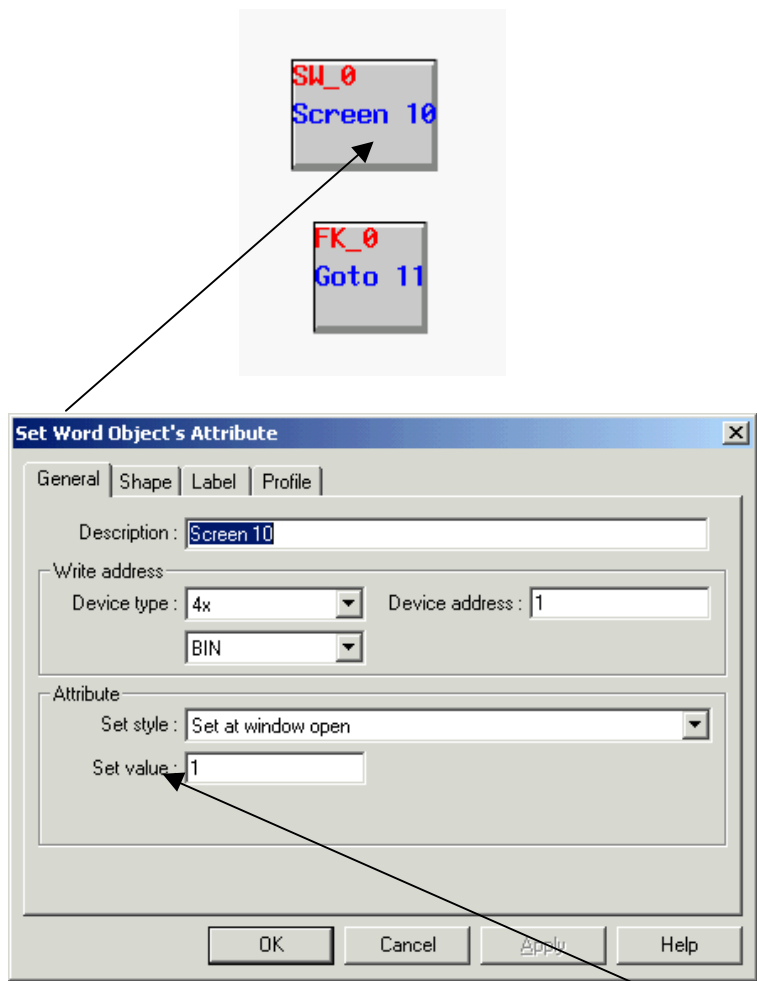 SW_0
Screen 10
FK_0
Goto 11
Set Word Object's Attribute
General Shape Label Profile
Description : Screen 10
Write address
Device type : 4x Device address : 1
BIN
Attribute
Set style : Set at window open
Set value : 1
OK Cancel Apply Help